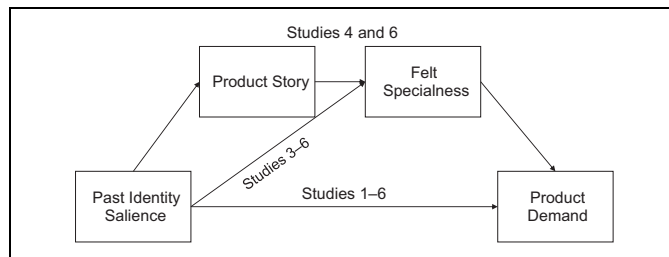 Studies 4 and 6
Product Story
Felt
Specialness
Studies 3–6
Past Identity
Salience
Studies 1–6
Product
Demand